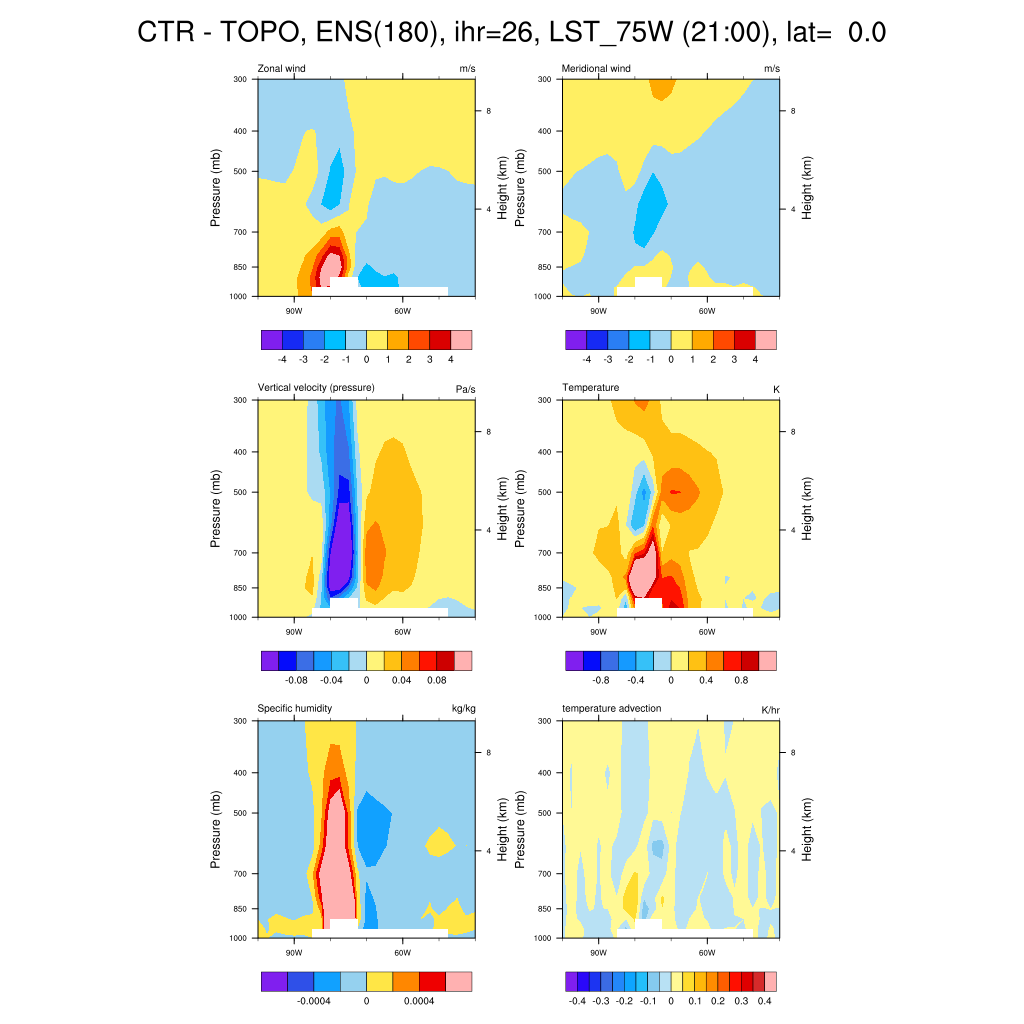 CTR - TOPO, ENS(180), ihr=26, LST_75W (21:00), lat=  0.0
Zonal wind m/s
Meridional wind m/s
300
400
500
700
850
1000
Pressure (mb)
8
4
Height (km)
90W 60W
-4 -3 -2 -1 0 1 2 3 4
300
400
500
700
850
1000
Pressure (mb)
8
4
Height (km)
90W 60W
-4 -3 -2 -1 0 1 2 3 4
Vertical velocity (pressure) Pa/s
Temperature K
300
400
500
700
850
1000
Pressure (mb)
8
4
Height (km)
90W 60W
-0.08 -0.04 0 0.04 0.08
300
400
500
700
850
1000
Pressure (mb)
8
4
Height (km)
90W 60W
-0.8 -0.4 0 0.4 0.8
Specific humidity kg/kg
temperature advection K/hr
300
400
500
700
850
1000
Pressure (mb)
8
4
Height (km)
90W 60W
-0.0004 0 0.0004
300
400
500
700
850
1000
Pressure (mb)
8
4
Height (km)
90W 60W
-0.4 -0.3 -0.2 -0.1 0 0.1 0.2 0.3 0.4